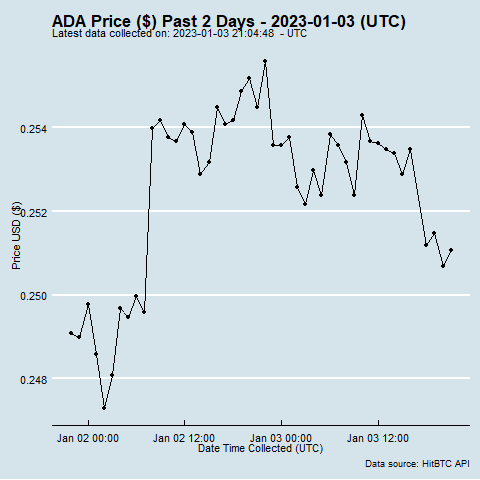 ADA Price ($) Past 2 Days - 2023-01-03 (UTC)
Latest data collected on: 2023-01-03 21:04:48 - UTC
Price USD ($)
0.254
0.252
0.250
0.248
Jan 02 00:00 Jan 02 12:00 Jan 03 00:00 Jan 03 12:00
Date Time Collected (UTC)
Data source: HitBTC API